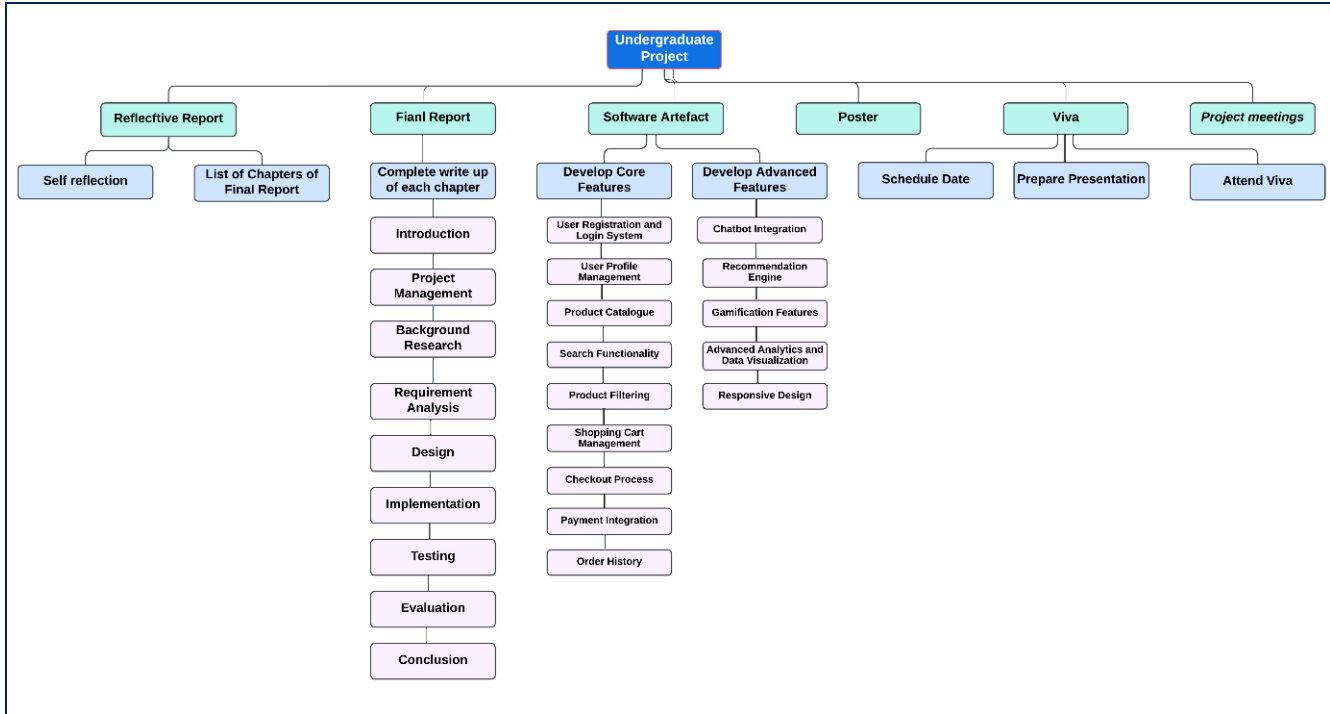 Undergraduate
Project
Reflecftive Report
Fianl Report
Software Artefact
Poster
Viva
Project meetings
Self reflection
List of Chapters of
Final Report
Complete write up
of each chapter
Develop Core
Features
Develop Advanced
Features
Schedule Date
Prepare Presentation
Attend Viva
Introduction
Project
Management
Background
Research
Requirement
Analysis
Design
Implementation
Testing
Evaluation
Conclusion
User Registration and
Login System
User Profile
Management
Product Catalogue
Search Functionality
Product Filtering
Shopping Cart
Management
Checkout Process
Payment Integration
Order History
Chatbot Integration
Recommendation
Engine
Gamification Features
Advanced Analytics and
Data Visualization
Responsive Design